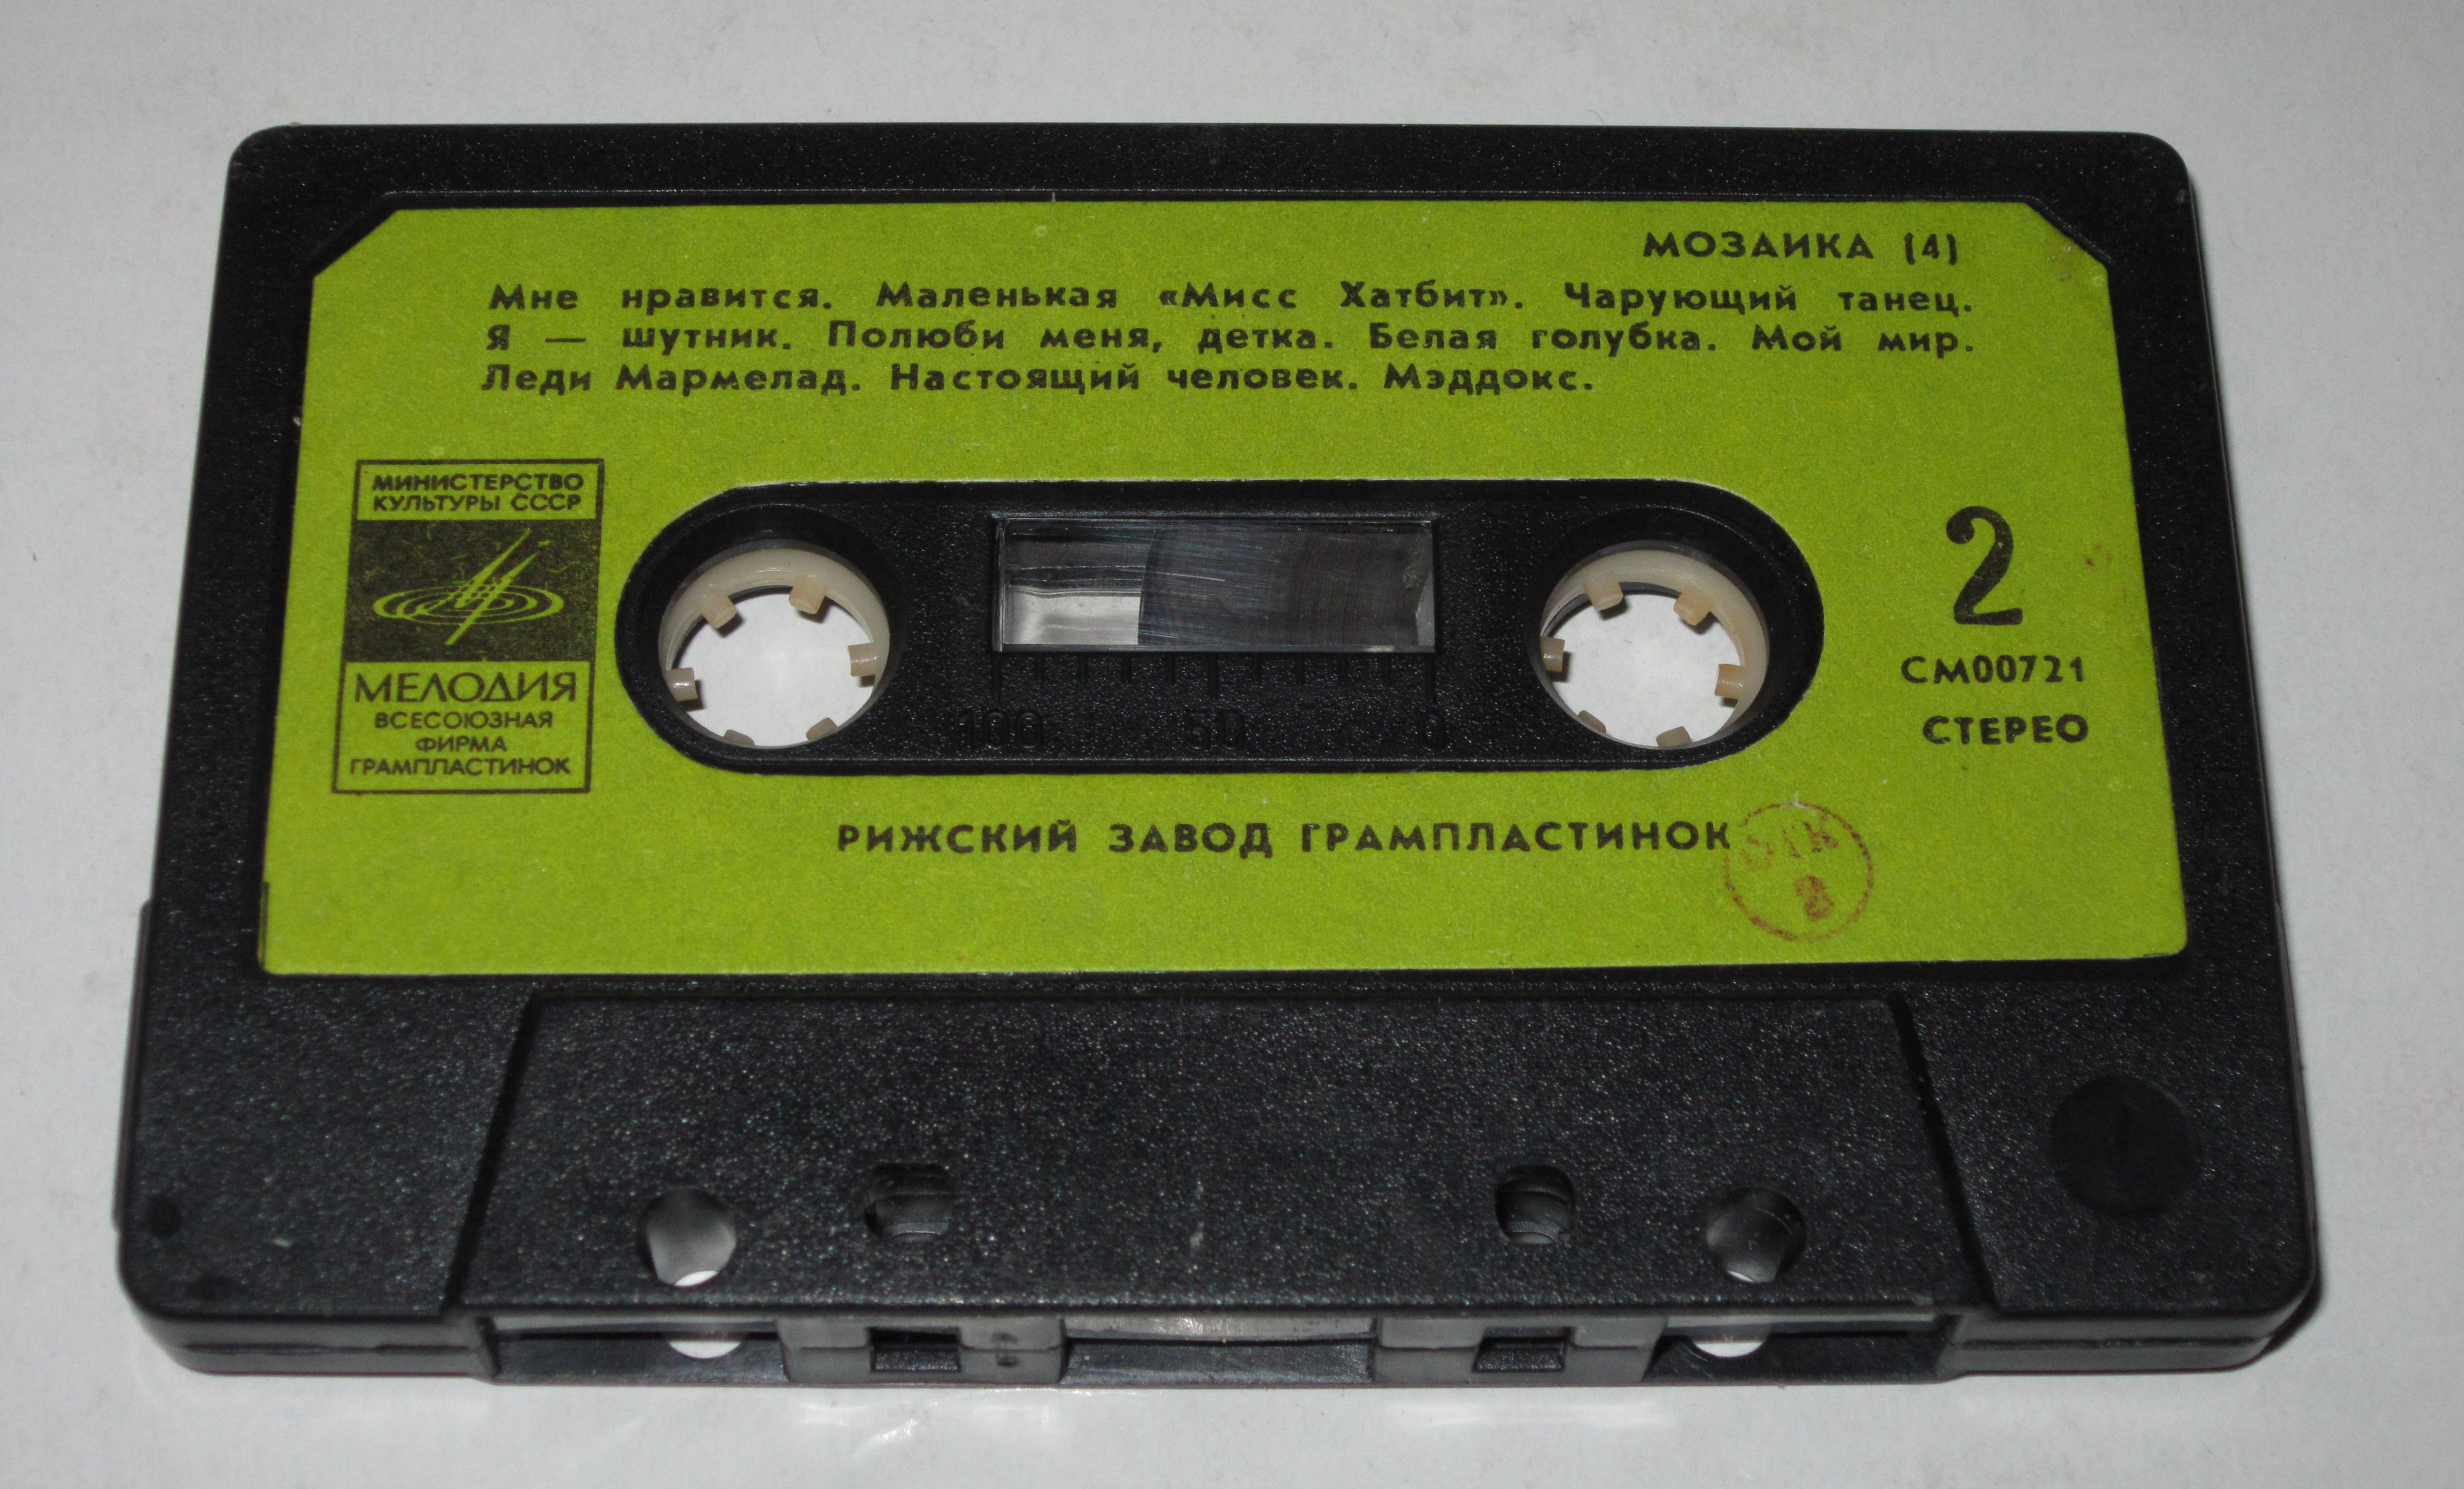 МОЗАИКА (4)
Мне нравится. Маленькая «Мисс Хатбит». Чарующий танец.
Я — шутник. Полюби меня, детка. Белая голубка. Мой мир.
Леди Мармелад. Настоящий человек. Мэддокс.
МИНИСТЕРСТВО
КУЛЬТУРЫ СССР
МЕЛОДИЯ
ВСЕСОЮЗНАЯ
ФИРМА
ГРАМПЛАСТИНОК
2
СМ00721
СТЕРЕО
100 50 0
РИЖСКИЙ ЗАВОД ГРАМПЛАСТИНОК
ОТК
2